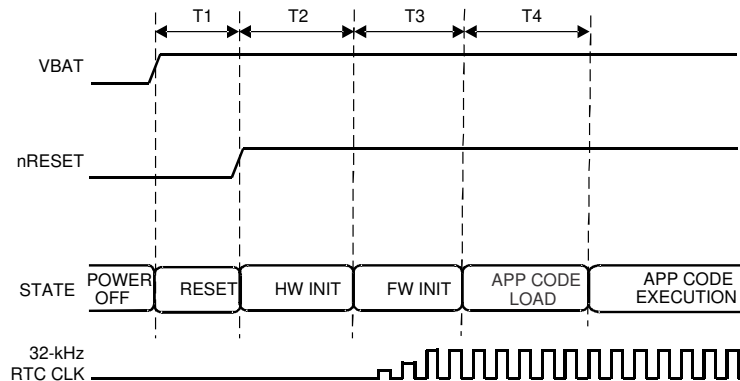 T1 T2 T3 T4
VBAT
nRESET
STATE
POWER
OFF
RESET
HW INIT
FW INIT
APP CODE
LOAD
APP CODE
EXECUTION
32-kHz
RTC CLK